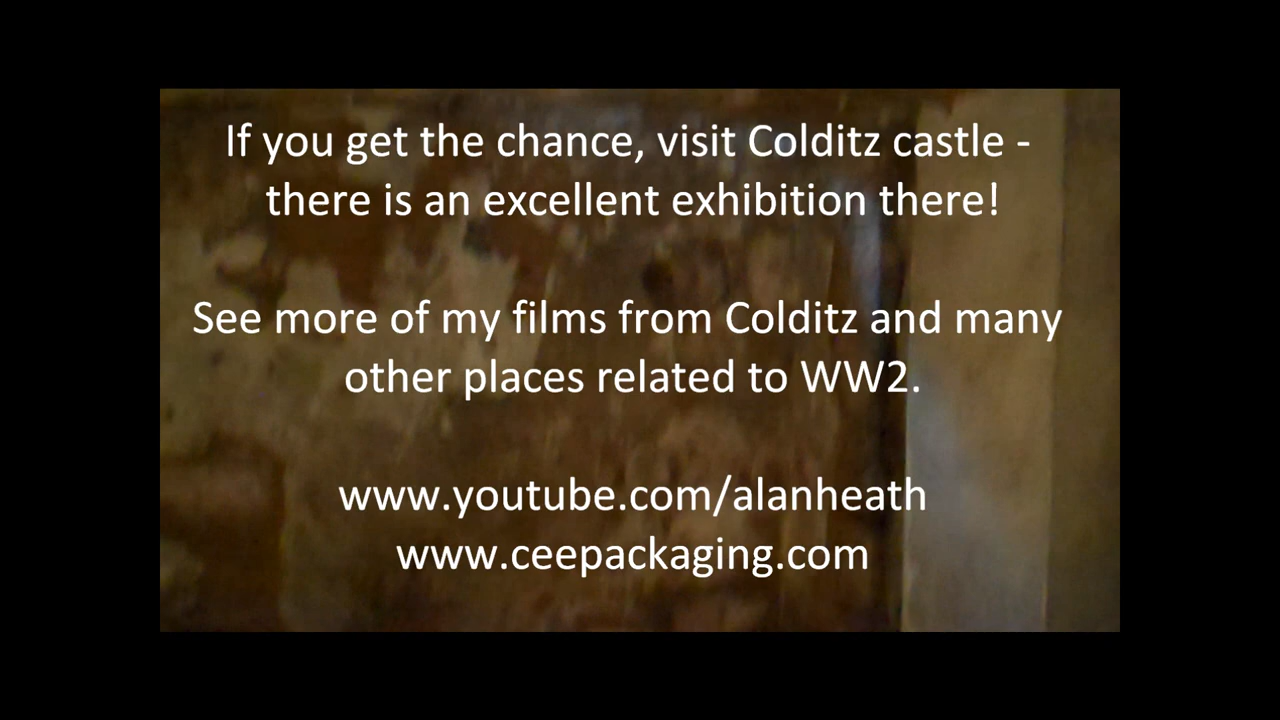 If you get the chance, visit Colditz castle -
there is an excellent exhibition there!
See more of my films from Colditz and many
other places related to WW2.
www.youtube.com/alanheath
www.ceepackaging.com